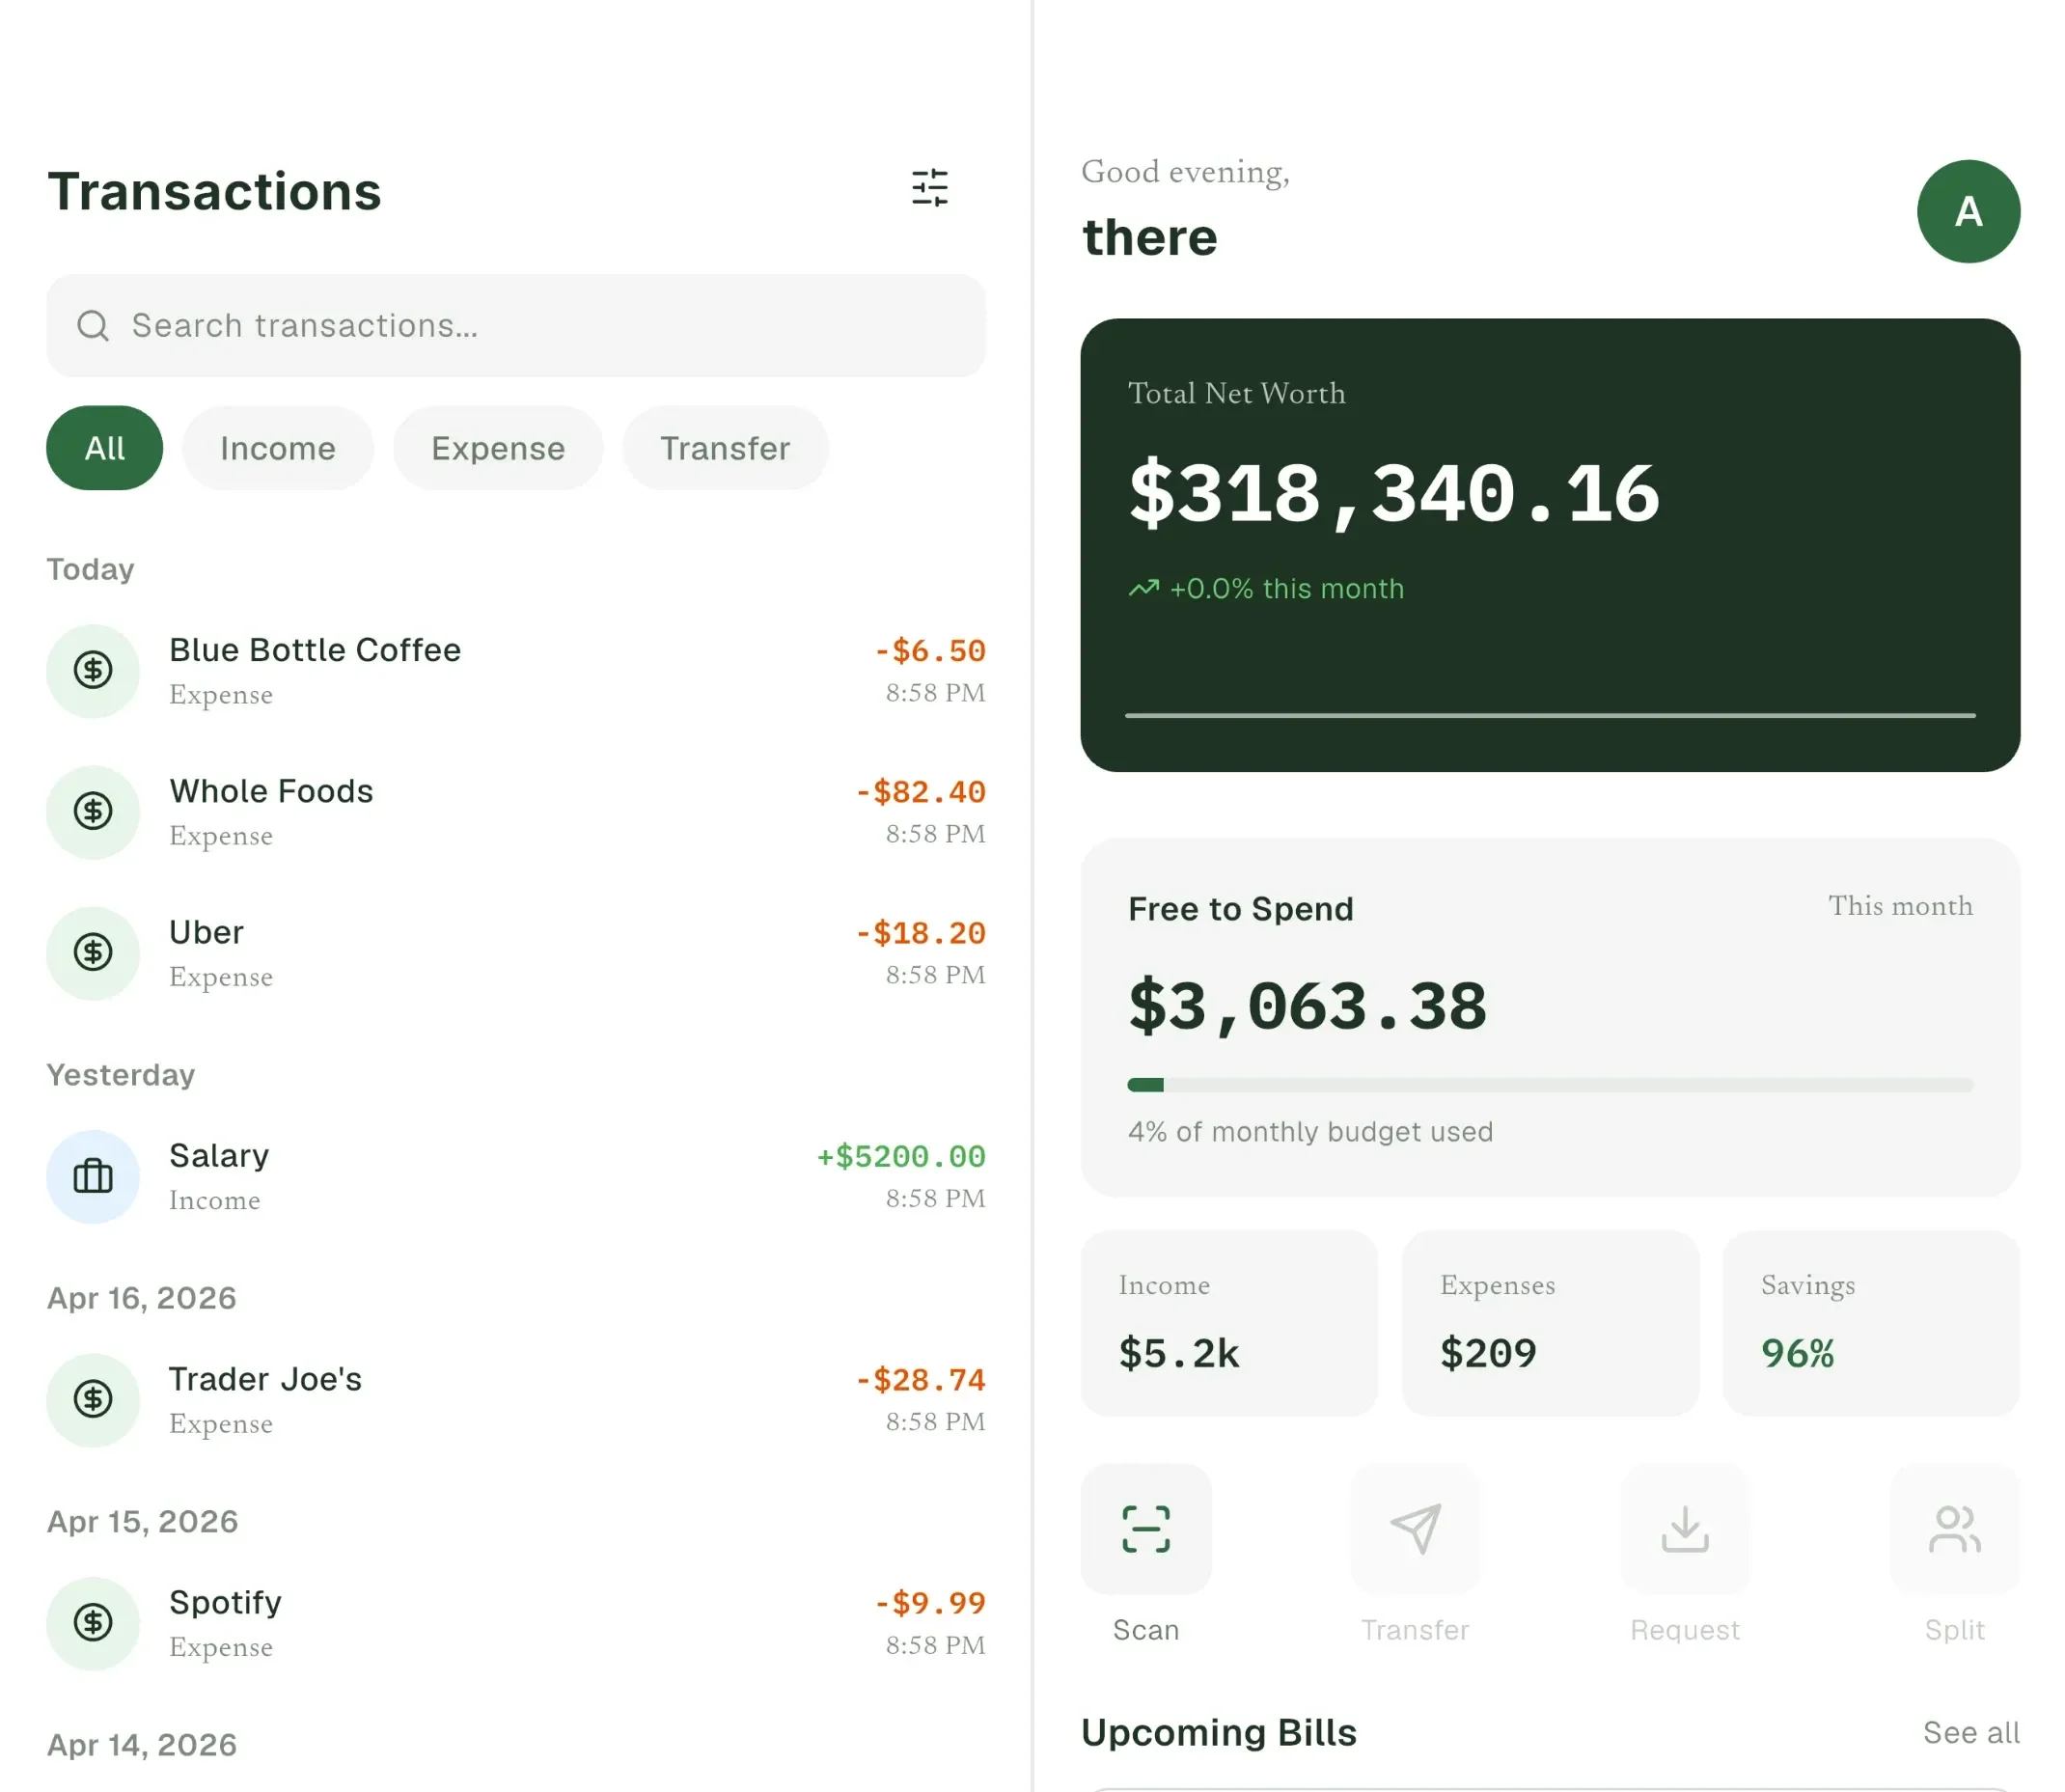 Transactions
Search transactions...
All
Income
Expense
Transfer
Today
Blue Bottle Coffee
-$6.50
Expense
8:58 PM
Whole Foods
-$82.40
Expense
8:58 PM
Uber
-$18.20
Expense
8:58 PM
Yesterday
Salary
+$5200.00
Income
8:58 PM
Apr 16, 2026
Trader Joe's
-$28.74
Expense
8:58 PM
Apr 15, 2026
Spotify
-$9.99
Expense
8:58 PM
Apr 14, 2026
Good evening,
there
A
Total Net Worth
$318,340.16
+0.0% this month
Free to Spend
This month
$3,063.38
4% of monthly budget used
Income
$5.2k
Expenses
$209
Savings
96%
Scan
Transfer
Request
Split
Upcoming Bills
See all